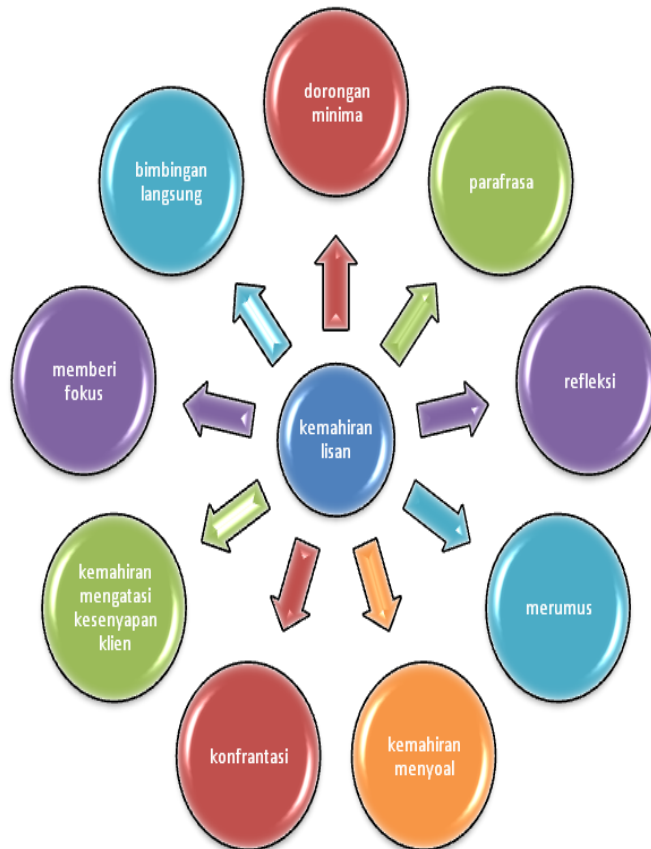 dorongan
minima
parafrasa
refleksi
merumus
kemahiran
menyoal
konfrantasi
kemahiran
mengatasi
kesenyapan
klien
memberi
fokus
bimbingan
langsung
kemahiran
lisan